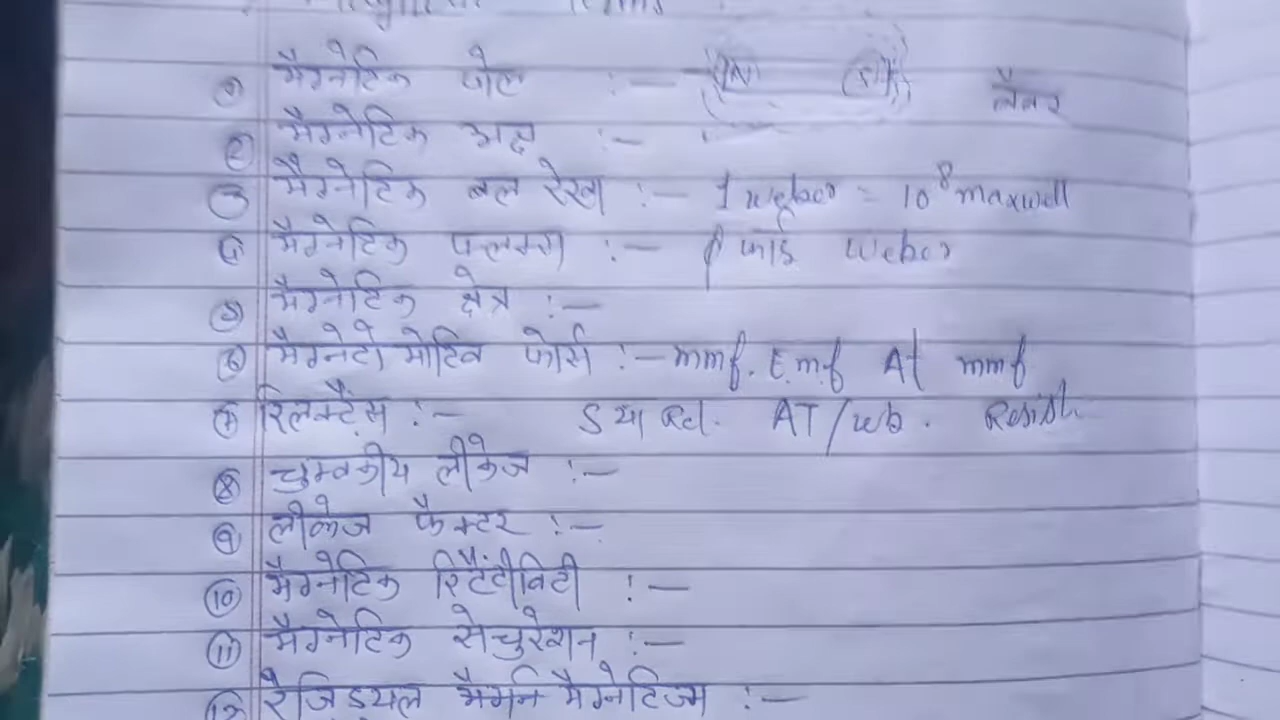 ① मैग्नेटिक पोल :— N S वैबर
② मैग्नेटिक अक्ष :—
③ मैग्नेटिक बल रेखा :— 1 weber = 10⁸ maxwell
④ मैग्नेटिक फ्लक्स :— ϕ फाई weber
⑤ मैग्नेटिक क्षेत्र :—
⑥ मैग्नेटो मोटिव फोर्स :— mmf. E.m.f At mmf
⑦ रिलक्टैंस :— S या Rel. AT/wb.
⑧ चुम्बकीय लीकेज :—
⑨ लीकेज फैक्टर :—
⑩ मैग्नेटिक रिटैंटीविटी :—
⑪ मैग्नेटिक सेचुरेशन :—
⑫ रेजिड्यल मैग्नेटिज्म :—